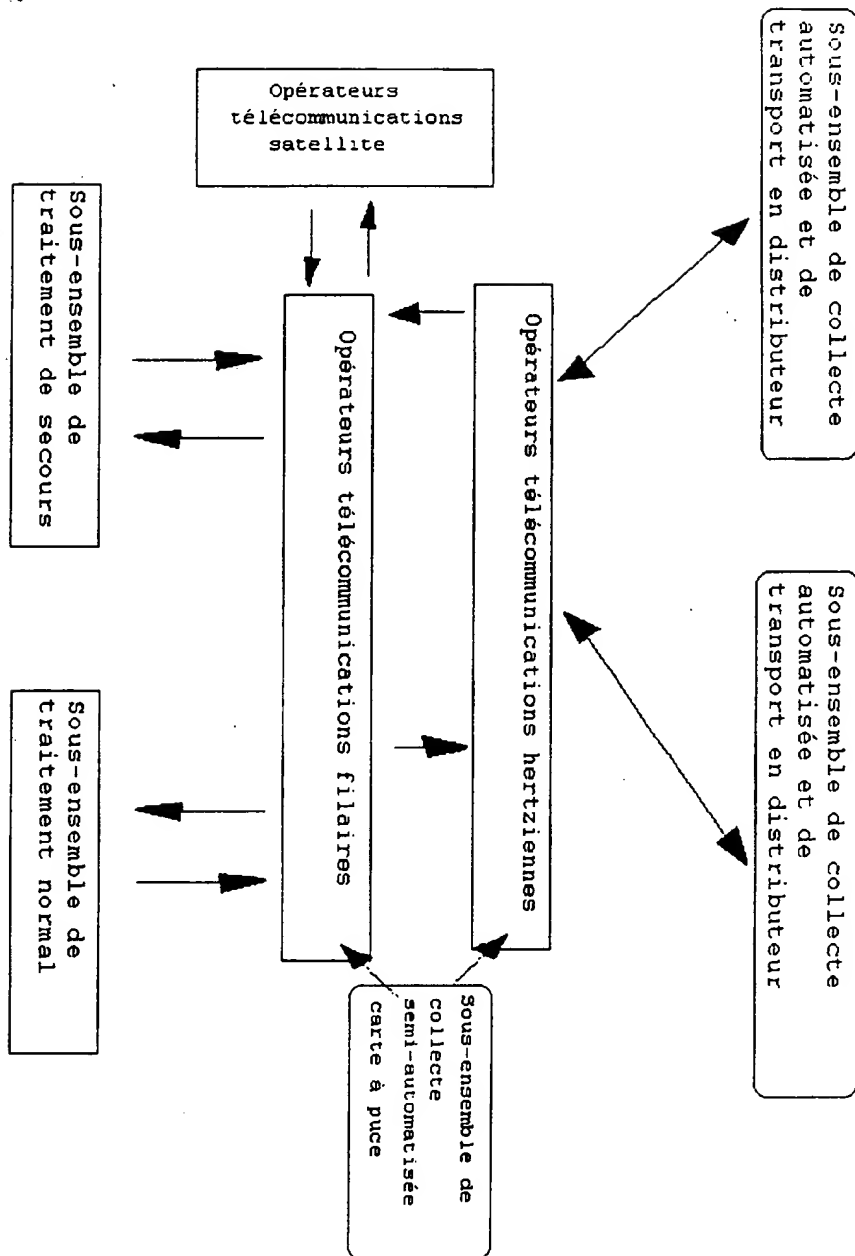 Sous-ensemble de collecte
automatisée et de
transport en distributeur
Sous-ensemble de collecte
automatisée et de
transport en distributeur
Opérateurs télécommunications hertziennes
Opérateurs
télécommunications
satellite
Opérateurs télécommunications filaires
Sous-ensemble de
collecte
semi-automatisée
carte à puce
Sous-ensemble de
traitement de secours
Sous-ensemble de
traitement normal